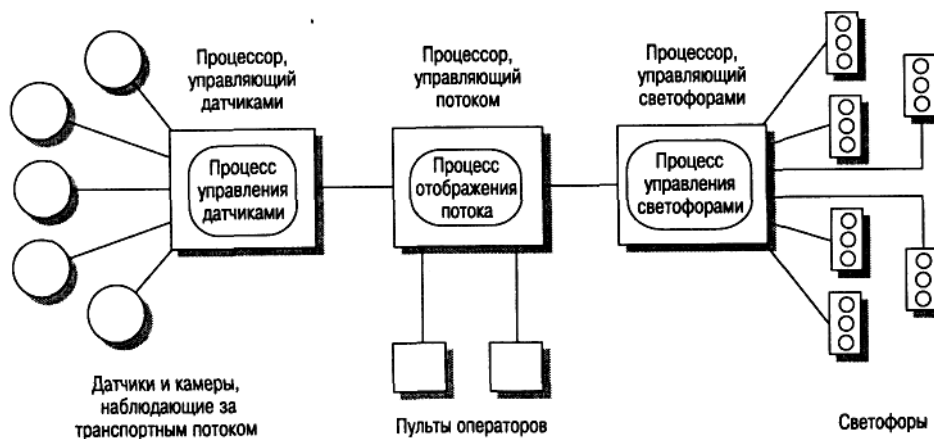 Процессор,
управляющий
датчиками
Процессор,
управляющий
потоком
Процессор,
управляющий
светофорами
Процесс
управления
датчиками
Процесс
отображения
потока
Процесс
управления
светофорами
Датчики и камеры,
наблюдающие за
транспортным потоком
Пульты операторов
Светофоры